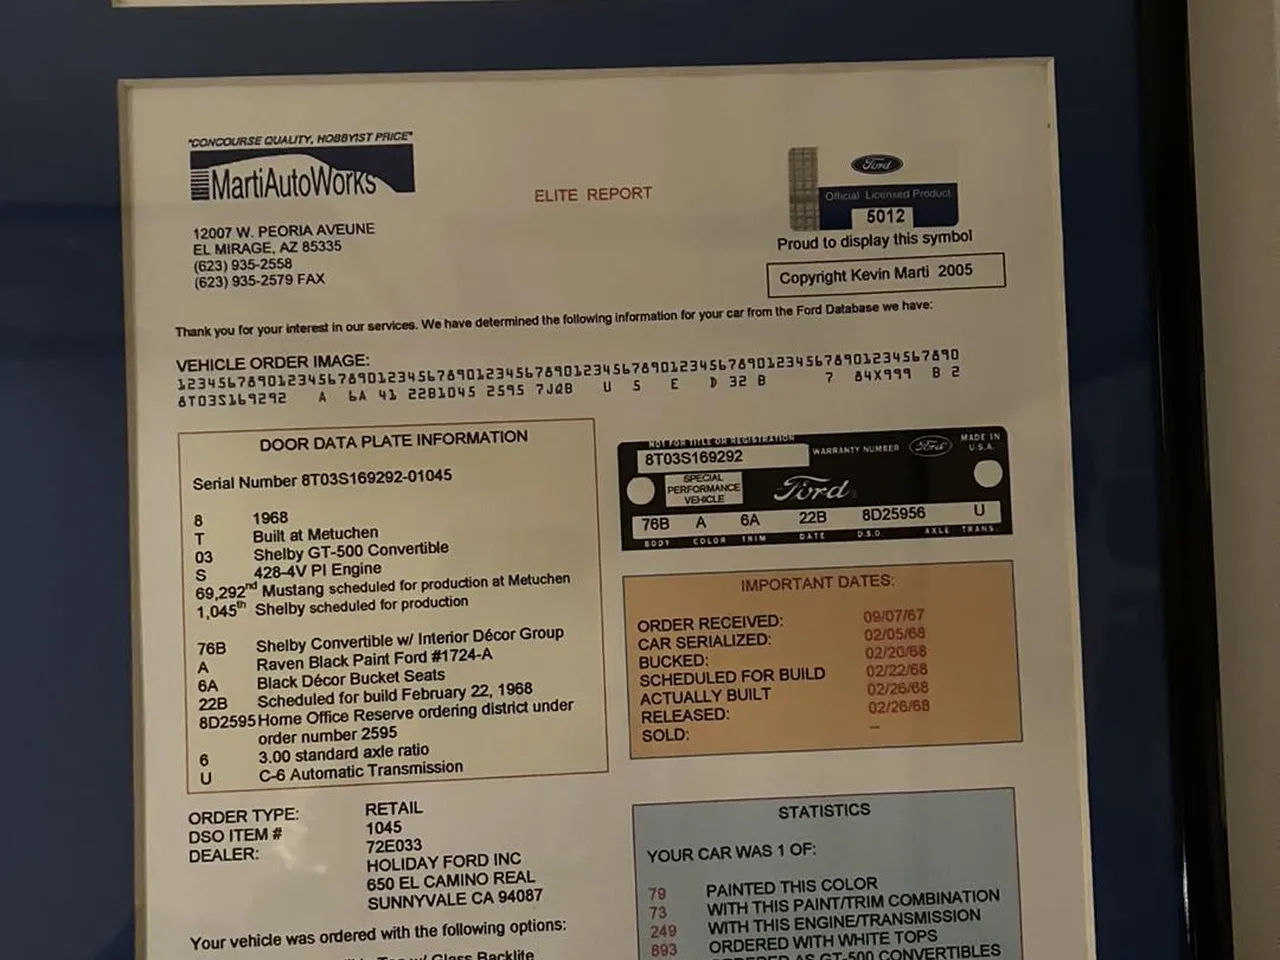 "CONCOURSE QUALITY, HOBBYIST PRICE"
MartiAutoWorks
ELITE REPORT
Ford
Official Licensed Product
5012
Proud to display this symbol
Copyright Kevin Marti 2005
12007 W. PEORIA AVEUNE
EL MIRAGE, AZ 85335
(623) 935-2558
(623) 935-2579 FAX
Thank you for your interest in our services. We have determined the following information for your car from the Ford Database we have:
VEHICLE ORDER IMAGE:
12345678901234567890123456789012345678901234567890123456789012345678901234567890
8T03S169292 A 6A 41 22B1045 2595 7JQB U 5 E D 32 B 7 84X999 B 2
DOOR DATA PLATE INFORMATION
Serial Number 8T03S169292-01045
8 1968
T Built at Metuchen
03 Shelby GT-500 Convertible
S 428-4V PI Engine
69,292nd Mustang scheduled for production at Metuchen
1,045th Shelby scheduled for production
76B Shelby Convertible w/ Interior Décor Group
A Raven Black Paint Ford #1724-A
6A Black Décor Bucket Seats
22B Scheduled for build February 22, 1968
8D2595 Home Office Reserve ordering district under
order number 2595
6 3.00 standard axle ratio
U C-6 Automatic Transmission
NOT FOR TITLE OR REGISTRATION
8T03S169292
WARRANTY NUMBER
Ford
MADE IN
U.S.A.
SPECIAL
PERFORMANCE
VEHICLE
Ford
76B A 6A 22B 8D25956 U
BODY COLOR TRIM DATE D.S.O. AXLE TRANS.
IMPORTANT DATES:
ORDER RECEIVED: 09/07/67
CAR SERIALIZED: 02/05/68
BUCKED: 02/20/68
SCHEDULED FOR BUILD 02/22/68
ACTUALLY BUILT 02/26/68
RELEASED: 02/26/68
SOLD: --
ORDER TYPE: RETAIL
DSO ITEM # 1045
DEALER: 72E033
HOLIDAY FORD INC
650 EL CAMINO REAL
SUNNYVALE CA 94087
Your vehicle was ordered with the following options:
Top w/ Glass Backlite
STATISTICS
YOUR CAR WAS 1 OF:
79 PAINTED THIS COLOR
73 WITH THIS PAINT/TRIM COMBINATION
249 WITH THIS ENGINE/TRANSMISSION
893 ORDERED WITH WHITE TOPS
ORDERED AS GT-500 CONVERTIBLES